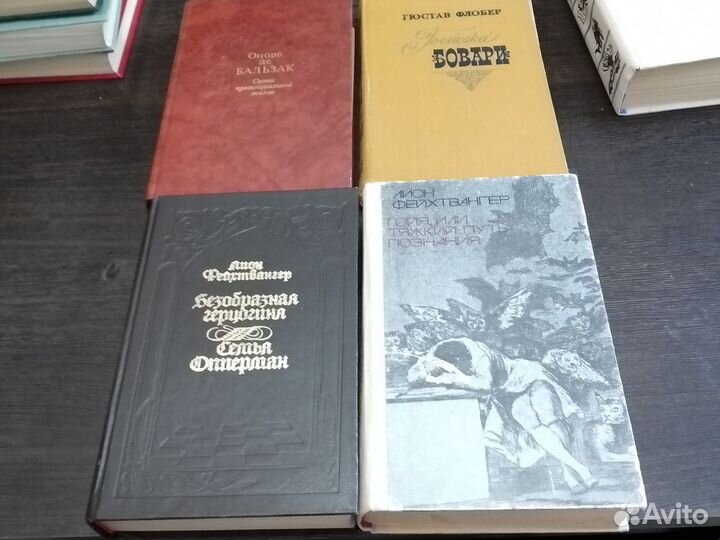 Оноре
де
БАЛЬЗАК
Сцены
провинциальной
жизни
ГЮСТАВ ФЛОБЕР
Госпожа
БОВАРИ
Лион
Фейхтвангер
Безобразная
герцогиня
Семья
Опперман
ЛИОН
ФЕЙХТВАНГЕР
ГОЙЯ, ИЛИ
ТЯЖКИЙ ПУТЬ
ПОЗНАНИЯ
Avito